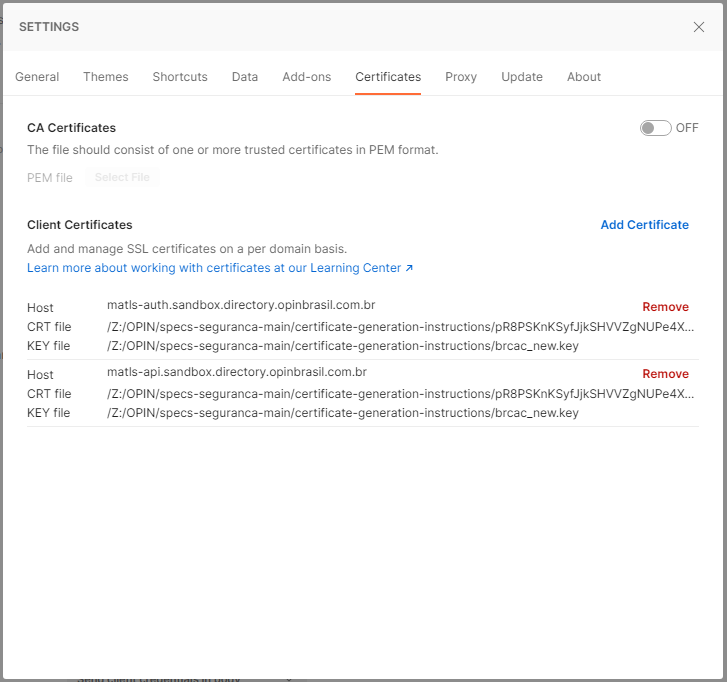 SETTINGS
General Themes Shortcuts Data Add-ons Certificates Proxy Update About
CA Certificates OFF
The file should consist of one or more trusted certificates in PEM format.
PEM file Select File
Client Certificates Add Certificate
Add and manage SSL certificates on a per domain basis.
Learn more about working with certificates at our Learning Center ↗
Host matls-auth.sandbox.directory.opinbrasil.com.br Remove
CRT file /Z:/OPIN/specs-seguranca-main/certificate-generation-instructions/pR8PSKnKSyfJjkSHVVZgNUPe4X...
KEY file /Z:/OPIN/specs-seguranca-main/certificate-generation-instructions/brcac_new.key
Host matls-api.sandbox.directory.opinbrasil.com.br Remove
CRT file /Z:/OPIN/specs-seguranca-main/certificate-generation-instructions/pR8PSKnKSyfJjkSHVVZgNUPe4X...
KEY file /Z:/OPIN/specs-seguranca-main/certificate-generation-instructions/brcac_new.key
Send client credentials in body